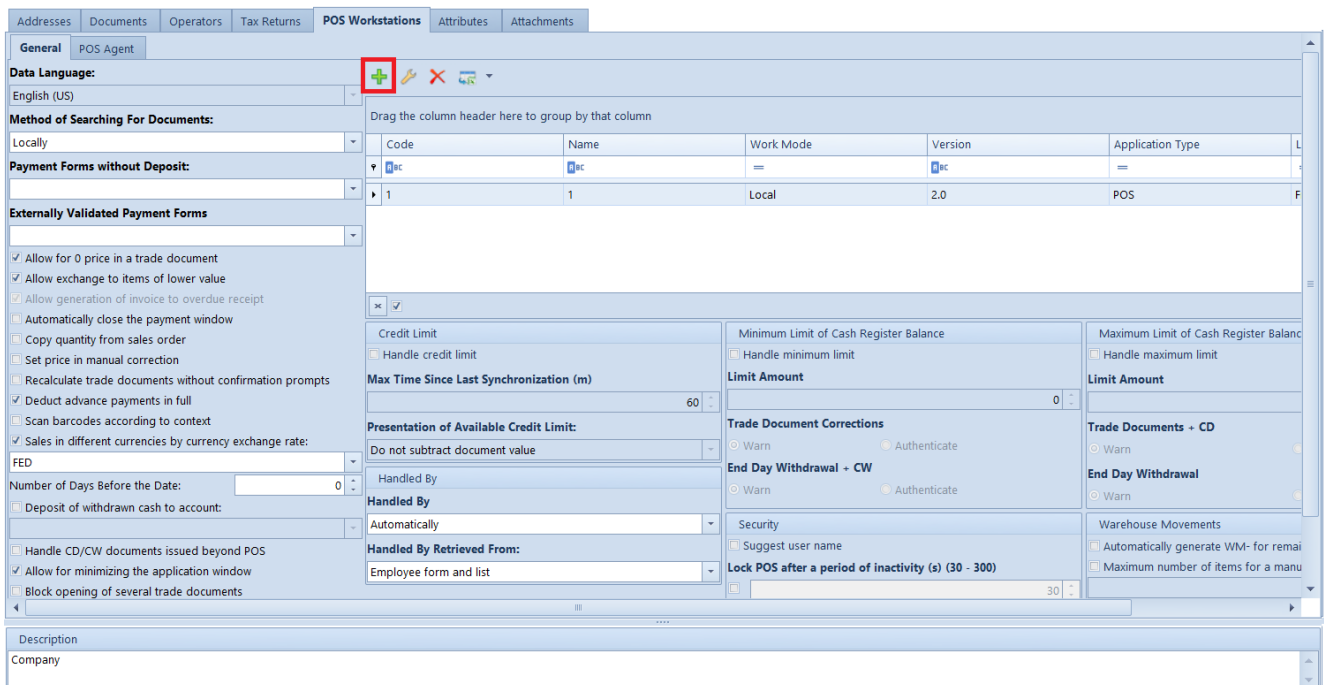 Addresses Documents Operators Tax Returns POS Workstations Attributes Attachments
General POS Agent
Data Language:
English (US)
Method of Searching For Documents:
Locally
Payment Forms without Deposit:
Externally Validated Payment Forms
Allow for 0 price in a trade document
Allow exchange to items of lower value
Allow generation of invoice to overdue receipt
Automatically close the payment window
Copy quantity from sales order
Set price in manual correction
Recalculate trade documents without confirmation prompts
Deduct advance payments in full
Scan barcodes according to context
Sales in different currencies by currency exchange rate:
FED
Number of Days Before the Date: 0
Deposit of withdrawn cash to account:
Handle CD/CW documents issued beyond POS
Allow for minimizing the application window
Block opening of several trade documents
Drag the column header here to group by that column
Code Name Work Mode Version Application Type L
ABC ABC = ABC =
1 1 Local 2.0 POS F
Credit Limit
Handle credit limit
Max Time Since Last Synchronization (m)
60
Presentation of Available Credit Limit:
Do not subtract document value
Handled By
Handled By
Automatically
Handled By Retrieved From:
Employee form and list
Minimum Limit of Cash Register Balance
Handle minimum limit
Limit Amount
0
Trade Document Corrections
Warn Authenticate
End Day Withdrawal + CW
Warn Authenticate
Security
Suggest user name
Lock POS after a period of inactivity (s) (30 - 300)
30
Maximum Limit of Cash Register Balanc
Handle maximum limit
Limit Amount
Trade Documents + CD
Warn
End Day Withdrawal
Warn
Warehouse Movements
Automatically generate WM- for remai
Maximum number of items for a manu
Description
Company